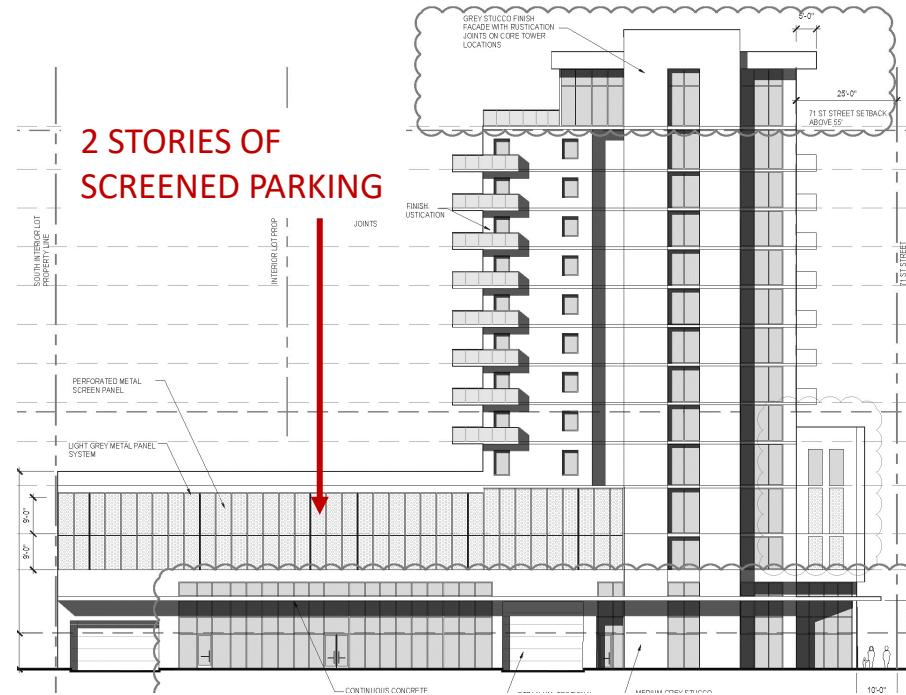 GREY STUCCO FINISH
FACADE WITH RUSTICATION
JOINTS ON CORE TOWER
LOCATIONS
5'-0"
25'-0"
71 ST STREET SETBACK
ABOVE 55'
2 STORIES OF
SCREENED PARKING
FINISH
USTICATION
JOINTS
SOUTH INTERIOR LOT
PROPERTY LINE
INTERIOR LOT PROP
71 ST STREET
PERFORATED METAL
SCREEN PANEL
LIGHT GREY METAL PANEL
SYSTEM
9'-0"
9'-0"
CONTINUOUS CONCRETE
MEDIUM GREY STUCCO
10'-0"